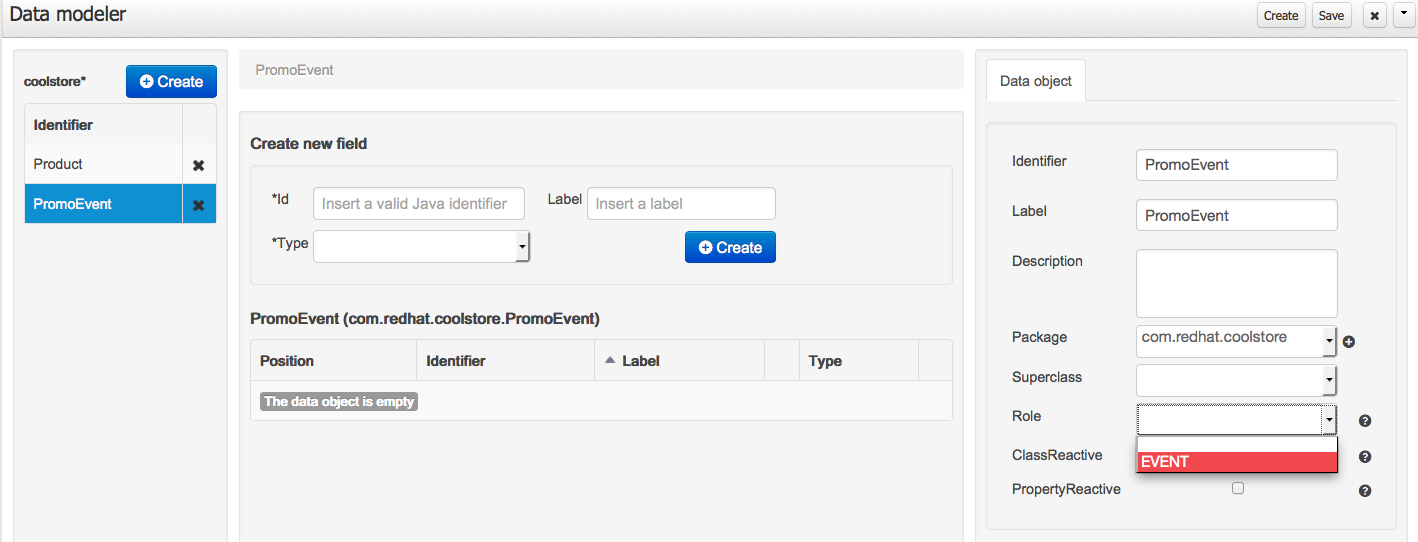 Data modeler
Create
Save
coolstore*
Create
Identifier
Product
PromoEvent
PromoEvent
Create new field
*Id
Insert a valid Java identifier
Label
Insert a label
*Type
Create
PromoEvent (com.redhat.coolstore.PromoEvent)
Position
Identifier
Label
Type
The data object is empty
Data object
Identifier
PromoEvent
Label
PromoEvent
Description
Package
com.redhat.coolstore
Superclass
Role
ClassReactive
EVENT
PropertyReactive